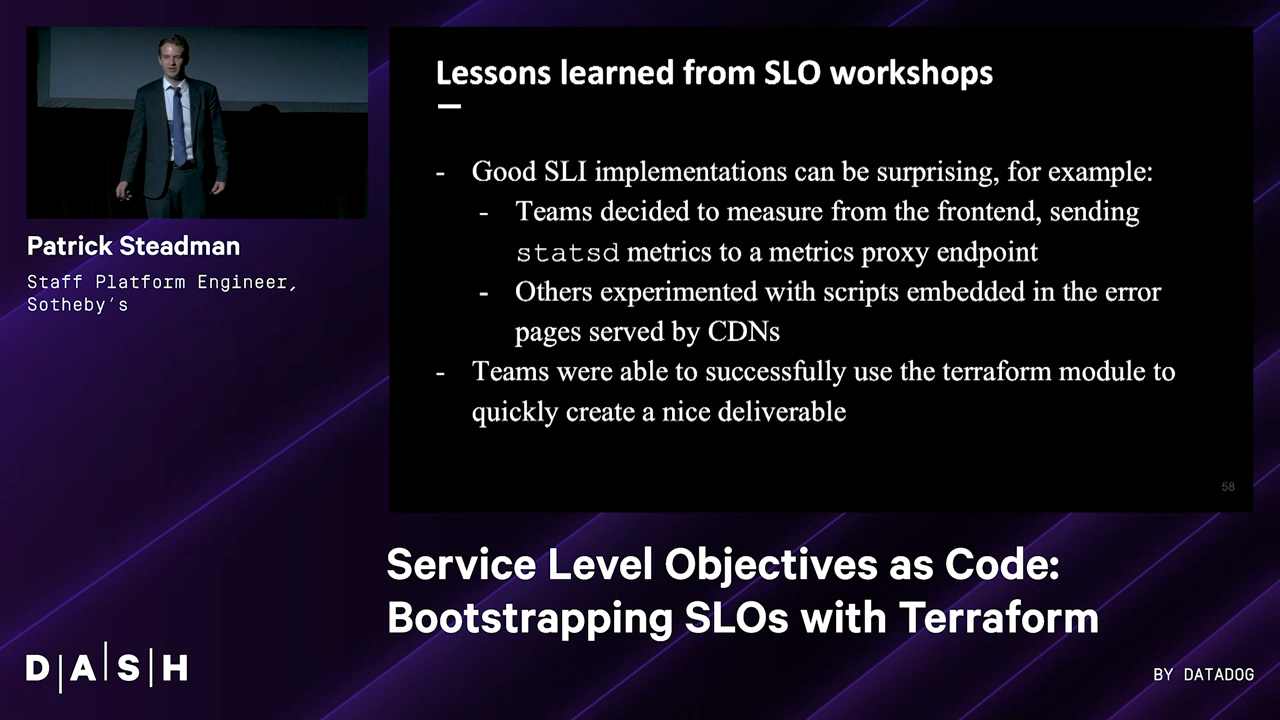 Patrick Steadman
Staff Platform Engineer,
Sotheby's
Lessons learned from SLO workshops
- Good SLI implementations can be surprising, for example:
- Teams decided to measure from the frontend, sending
statsd metrics to a metrics proxy endpoint
- Others experimented with scripts embedded in the error
pages served by CDNs
- Teams were able to successfully use the terraform module to
quickly create a nice deliverable
58
Service Level Objectives as Code:
Bootstrapping SLOs with Terraform
D|A|S|H
BY DATADOG